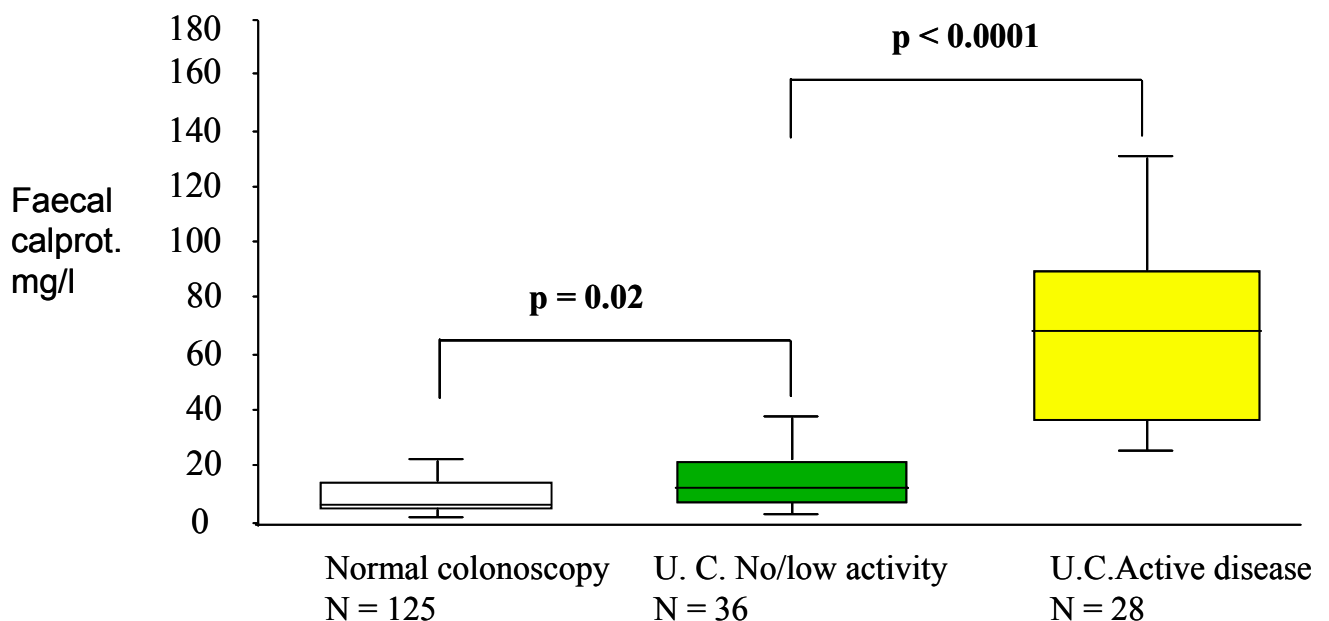 180
p < 0.0001
160
140
120
Faecal
calprot.
mg/l
100
80
p = 0.02
60
40
20
0
Normal colonoscopy
N = 125
U. C. No/low activity
N = 36
U.C.Active disease
N = 28